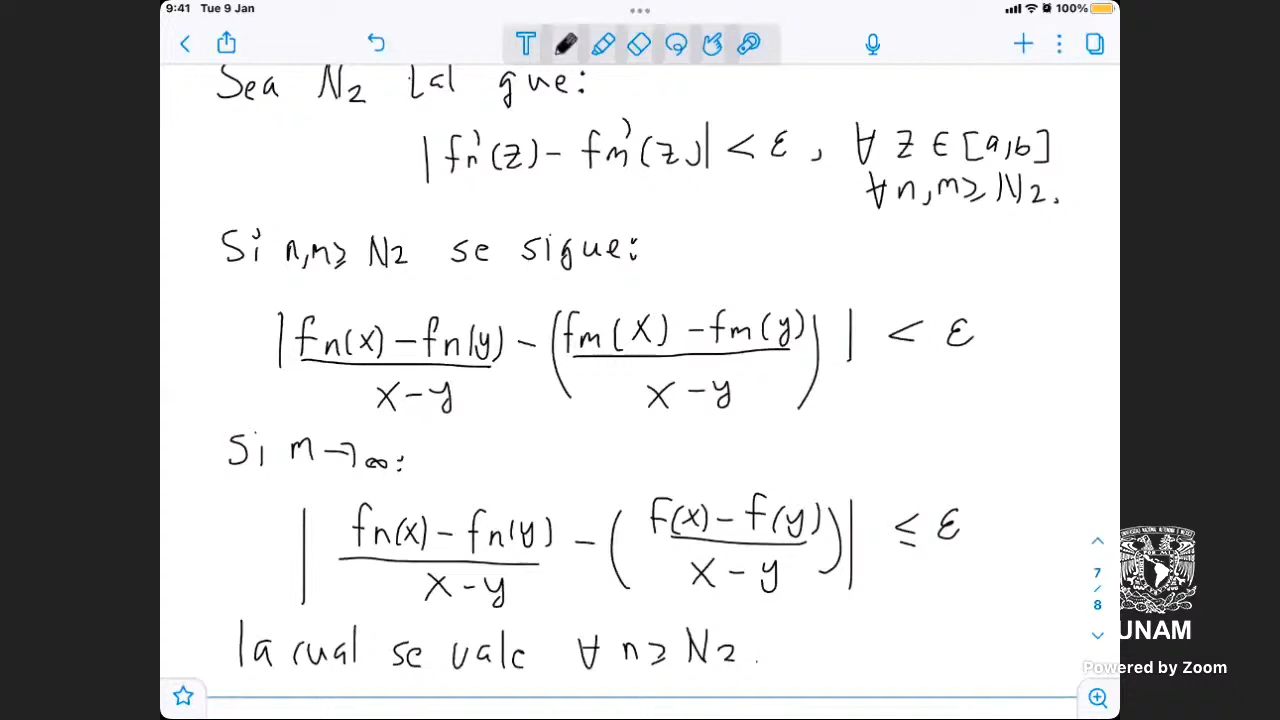 9:41 Tue 9 Jan
100%
Sea N₂ tal que:
|fn'(z) - fm'(z)| < ε, ∀ z ∈ [a,b]
∀ n,m ≥ N₂.
Si n,m ≥ N₂ se sigue:
| (fn(x) - fn(y))/(x - y) - ((fm(x) - fm(y))/(x - y)) | < ε
Si m → ∞:
| (fn(x) - fn(y))/(x - y) - ((f(x) - f(y))/(x - y)) | ≤ ε
la cual se vale ∀ n ≥ N₂.
7
/
8
UNAM
Powered by Zoom